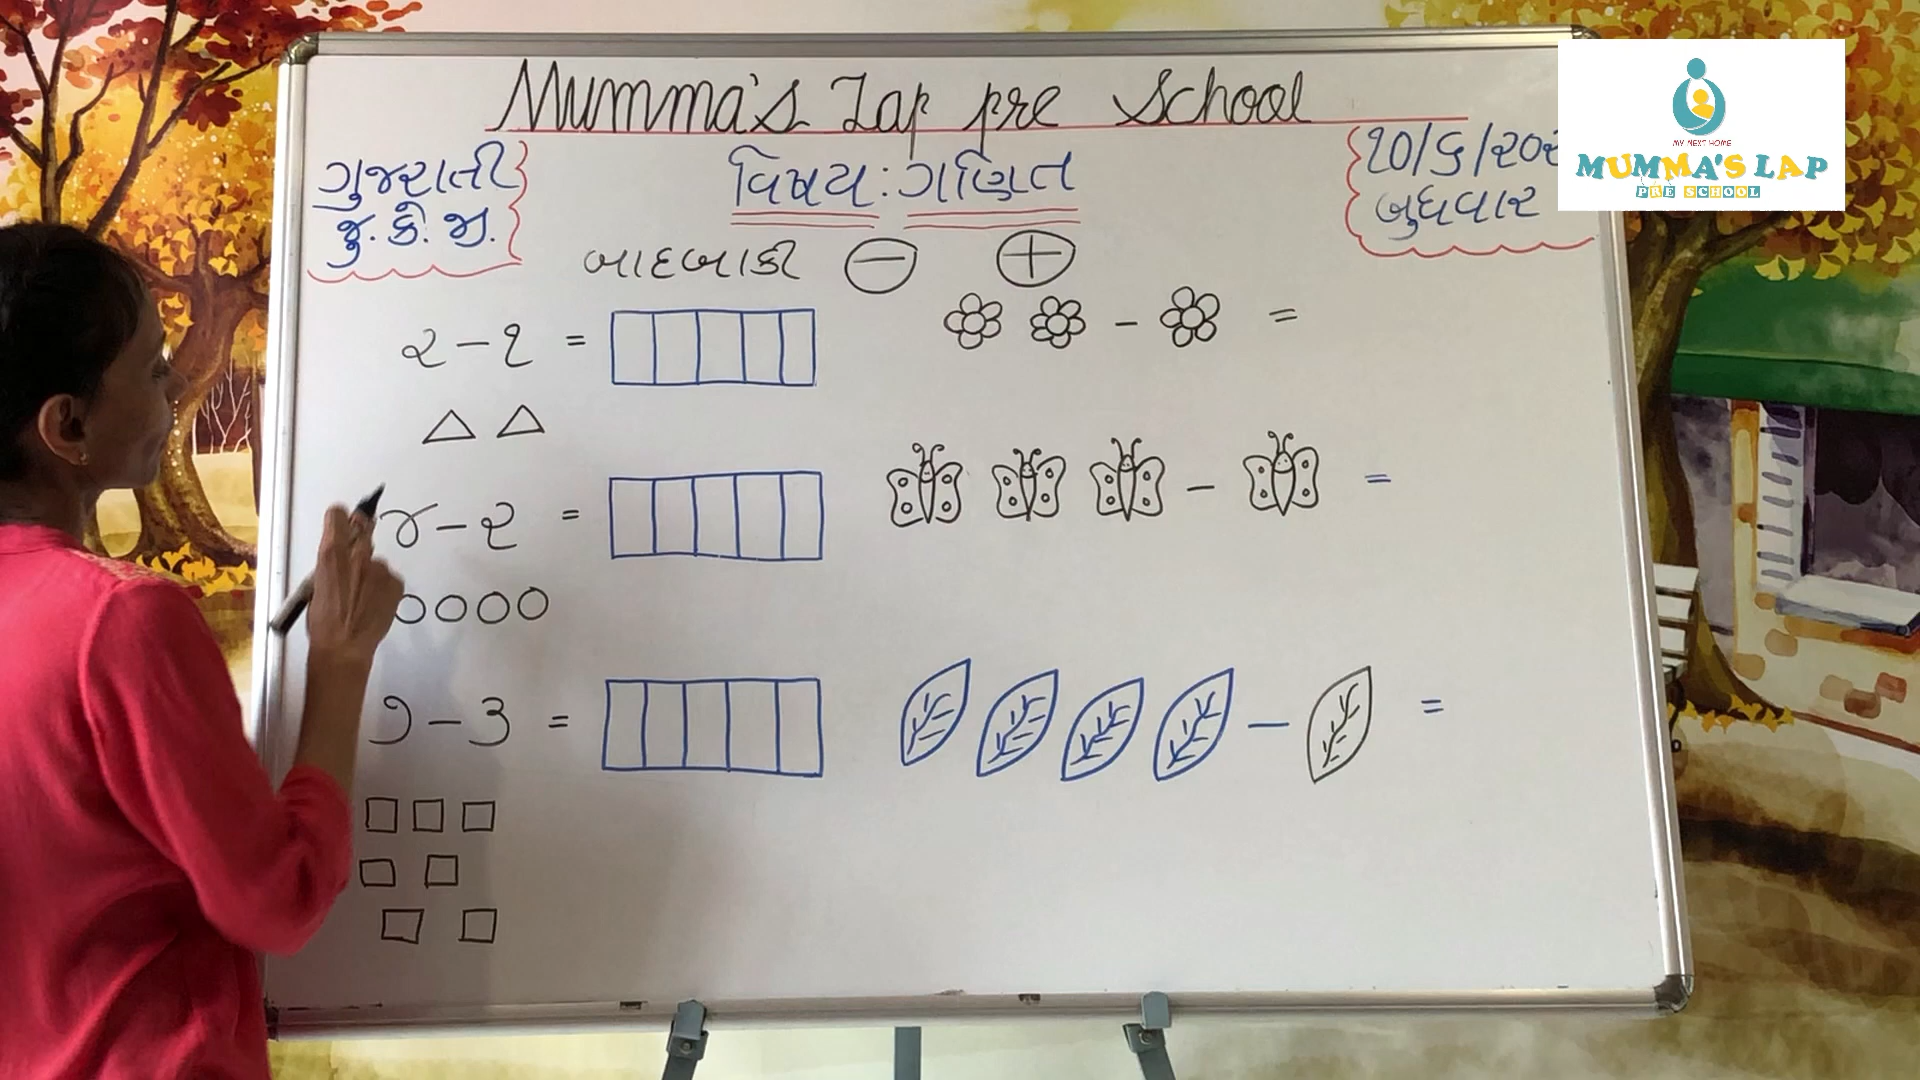 Mumma's Lap pre School
ગુજરાતી
જુ. કે. જી.
વિષય : ગણિત
૧૦/૬/૨૦૨
બુધવાર
બાદબાકી − +
૨ − ૧ =
− =
૪ − ૨ =
− =
૭ − ૩ =
− =
MY NEXT HOME
MUMMA'S LAP
PRE SCHOOL